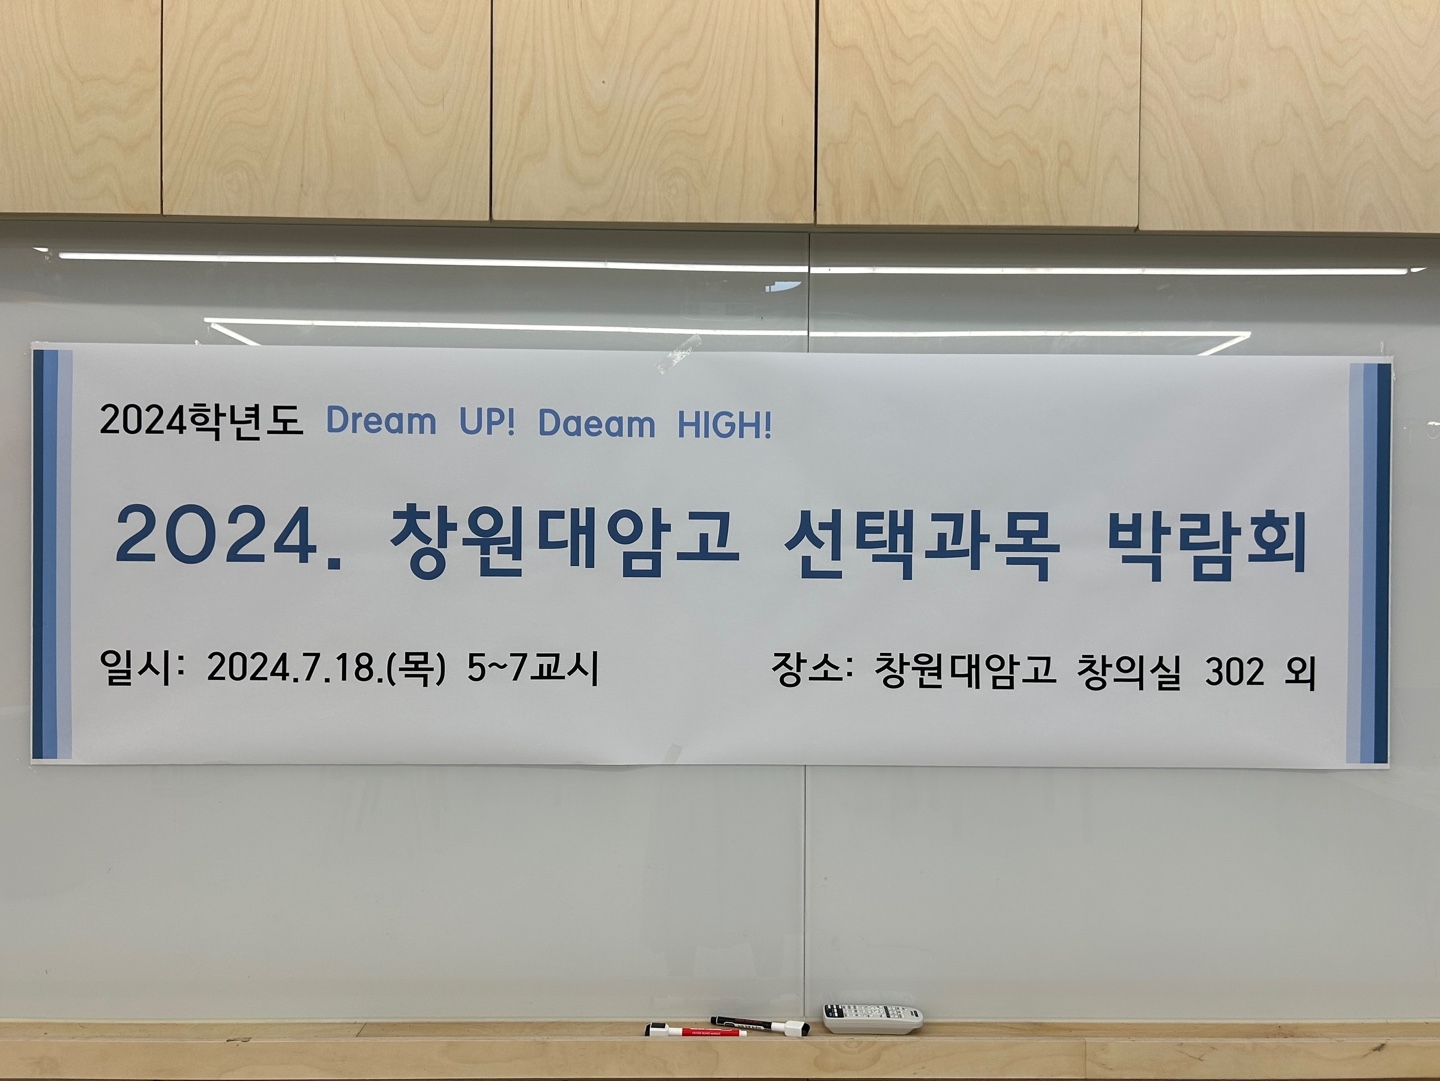 2024학년도 Dream UP! Daeam HIGH!
2024. 창원대암고 선택과목 박람회
일시: 2024.7.18.(목) 5~7교시
장소: 창원대암고 창의실 302 외